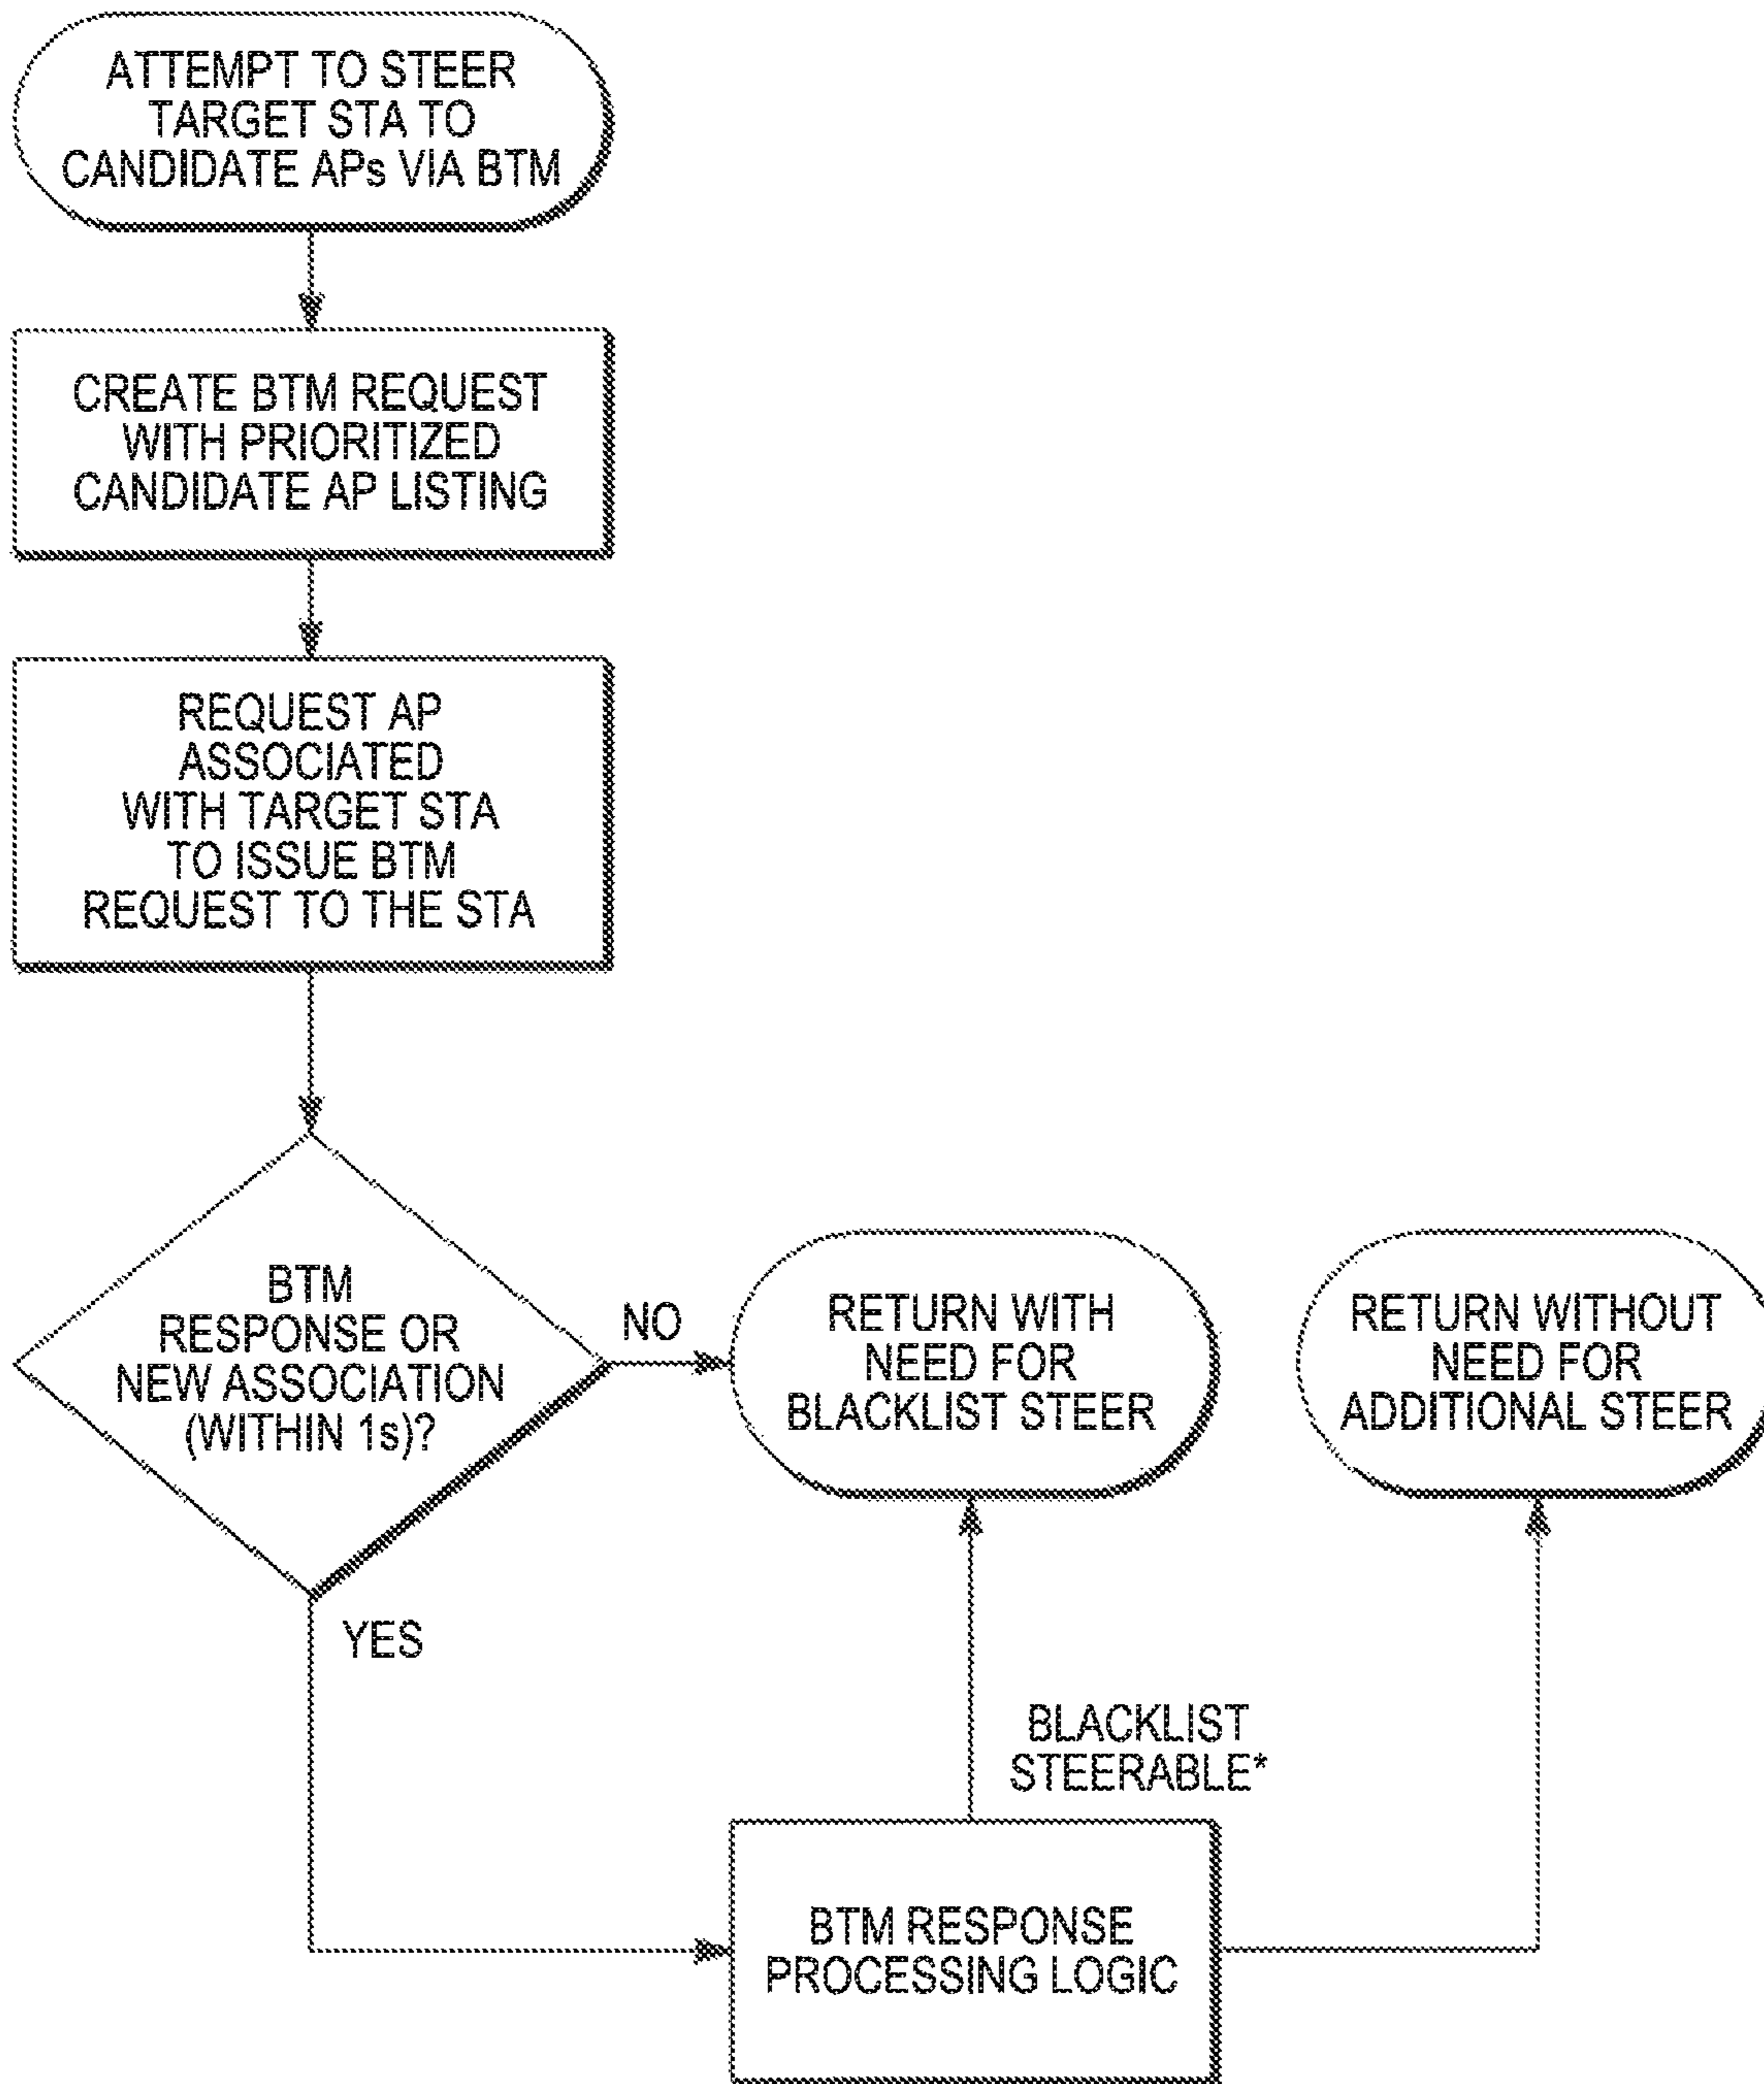 ATTEMPT TO STEER
TARGET STA TO
CANDIDATE APs VIA BTM
CREATE BTM REQUEST
WITH PRIORITIZED
CANDIDATE AP LISTING
REQUEST AP
ASSOCIATED
WITH TARGET STA
TO ISSUE BTM
REQUEST TO THE STA
BTM
RESPONSE OR
NEW ASSOCIATION
(WITHIN 1s)?
NO
RETURN WITH
NEED FOR
BLACKLIST STEER
RETURN WITHOUT
NEED FOR
ADDITIONAL STEER
YES
BLACKLIST
STEERABLE*
BTM RESPONSE
PROCESSING LOGIC